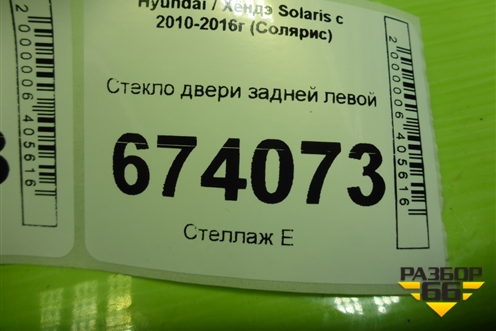 Hyundai / Хендэ Solaris с
2010-2016г (Солярис)
Стекло двери задней левой
674073
Стеллаж Е
2000006405616
2000006405616
РАЗБОР
66